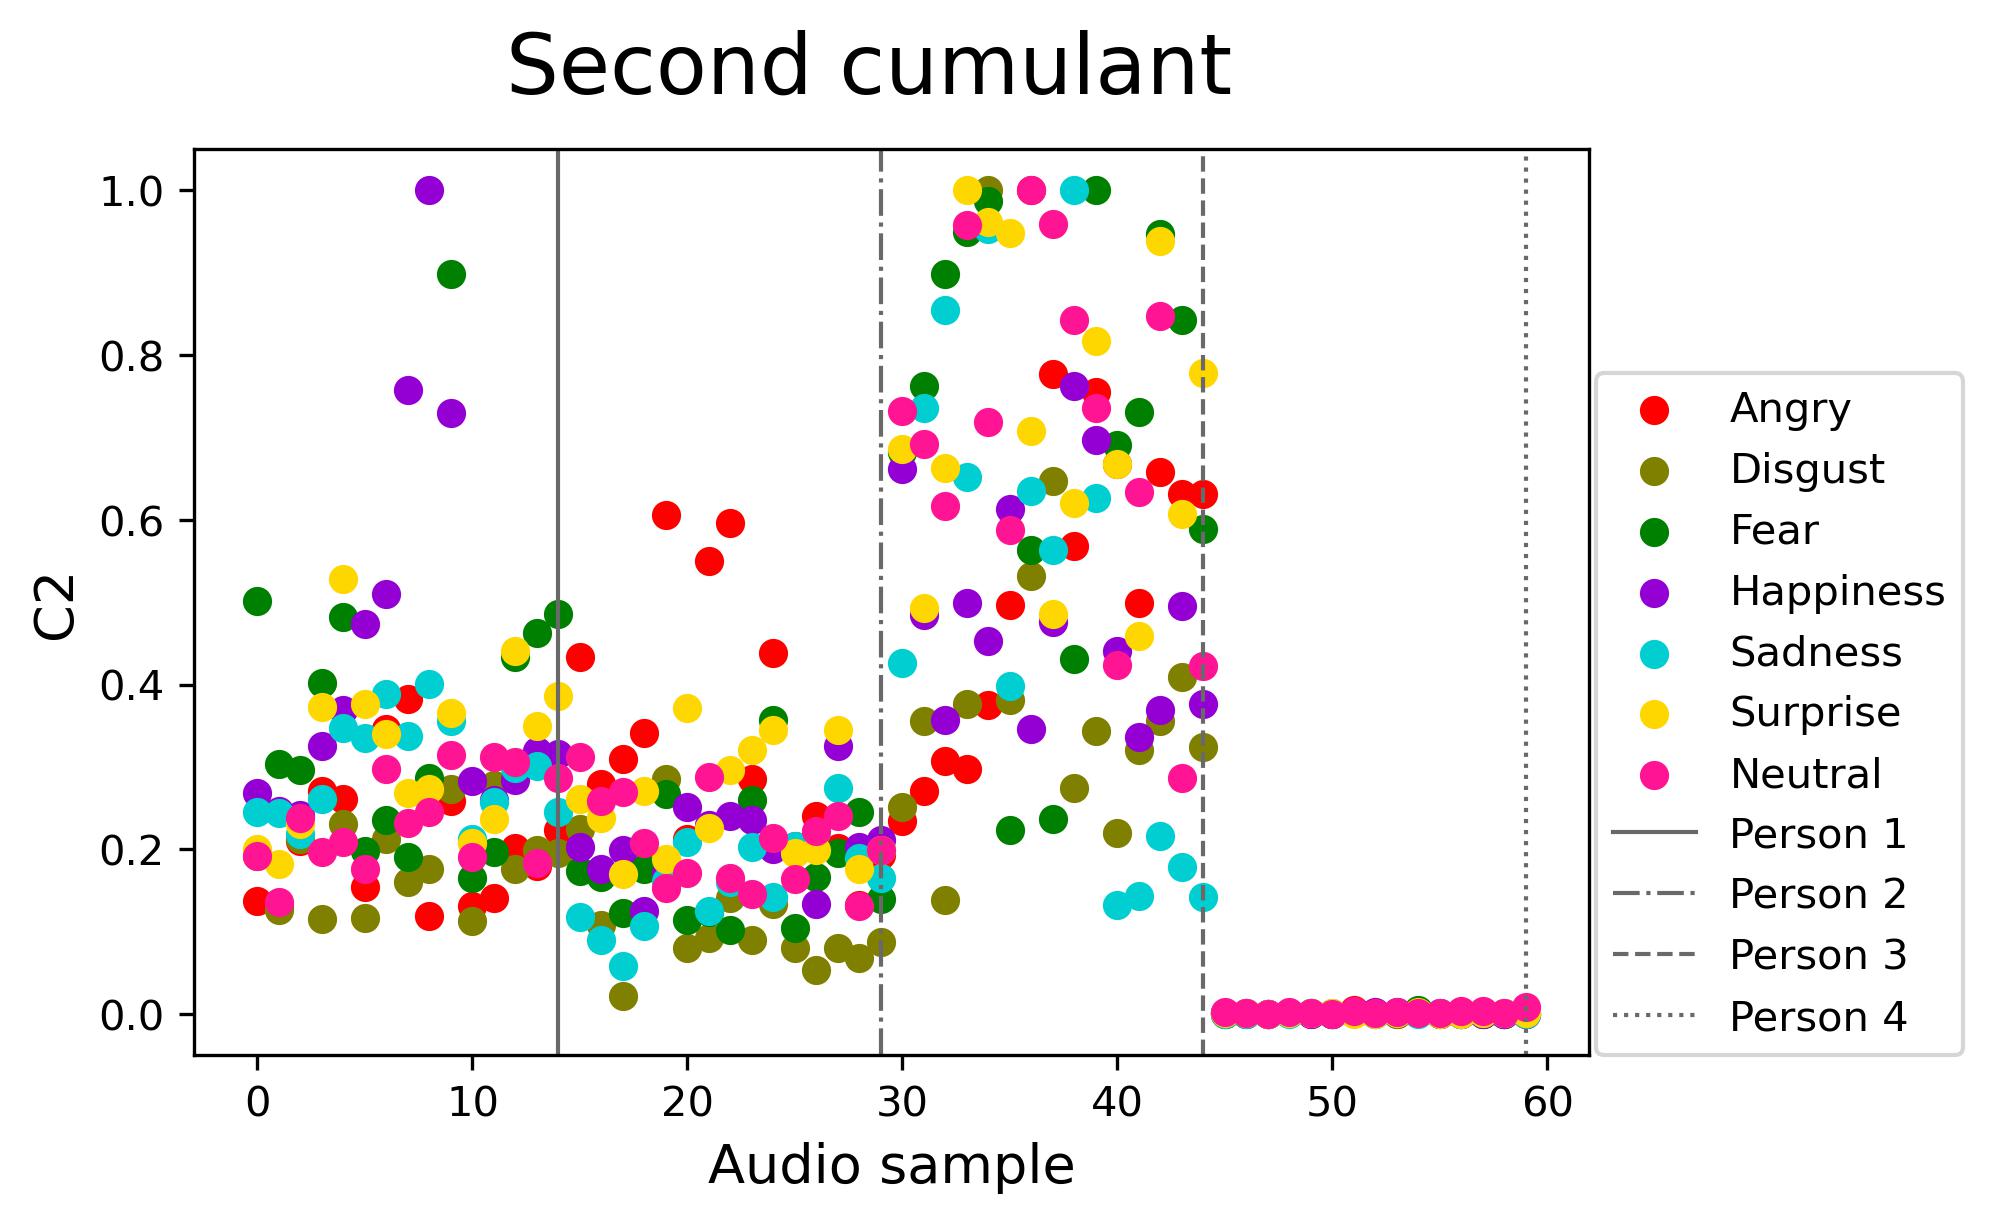 Second cumulant
1.0
0.8
0.6
0.4
0.2
0.0
C2
0 10 20 30 40 50 60
Audio sample
Angry
Disgust
Fear
Happiness
Sadness
Surprise
Neutral
Person 1
Person 2
Person 3
Person 4